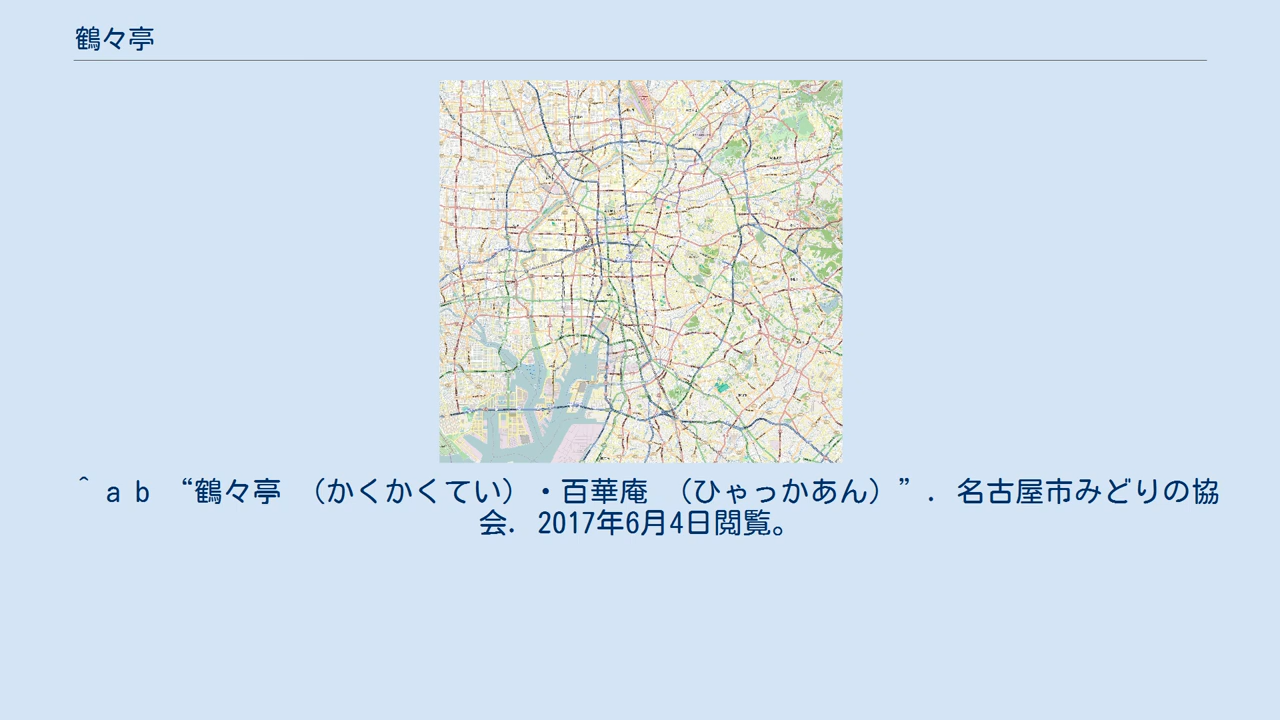 鶴々亭
^ a b “鶴々亭 （かくかくてい）・百華庵 （ひゃっかあん）”. 名古屋市みどりの協
会. 2017年6月4日閲覧。